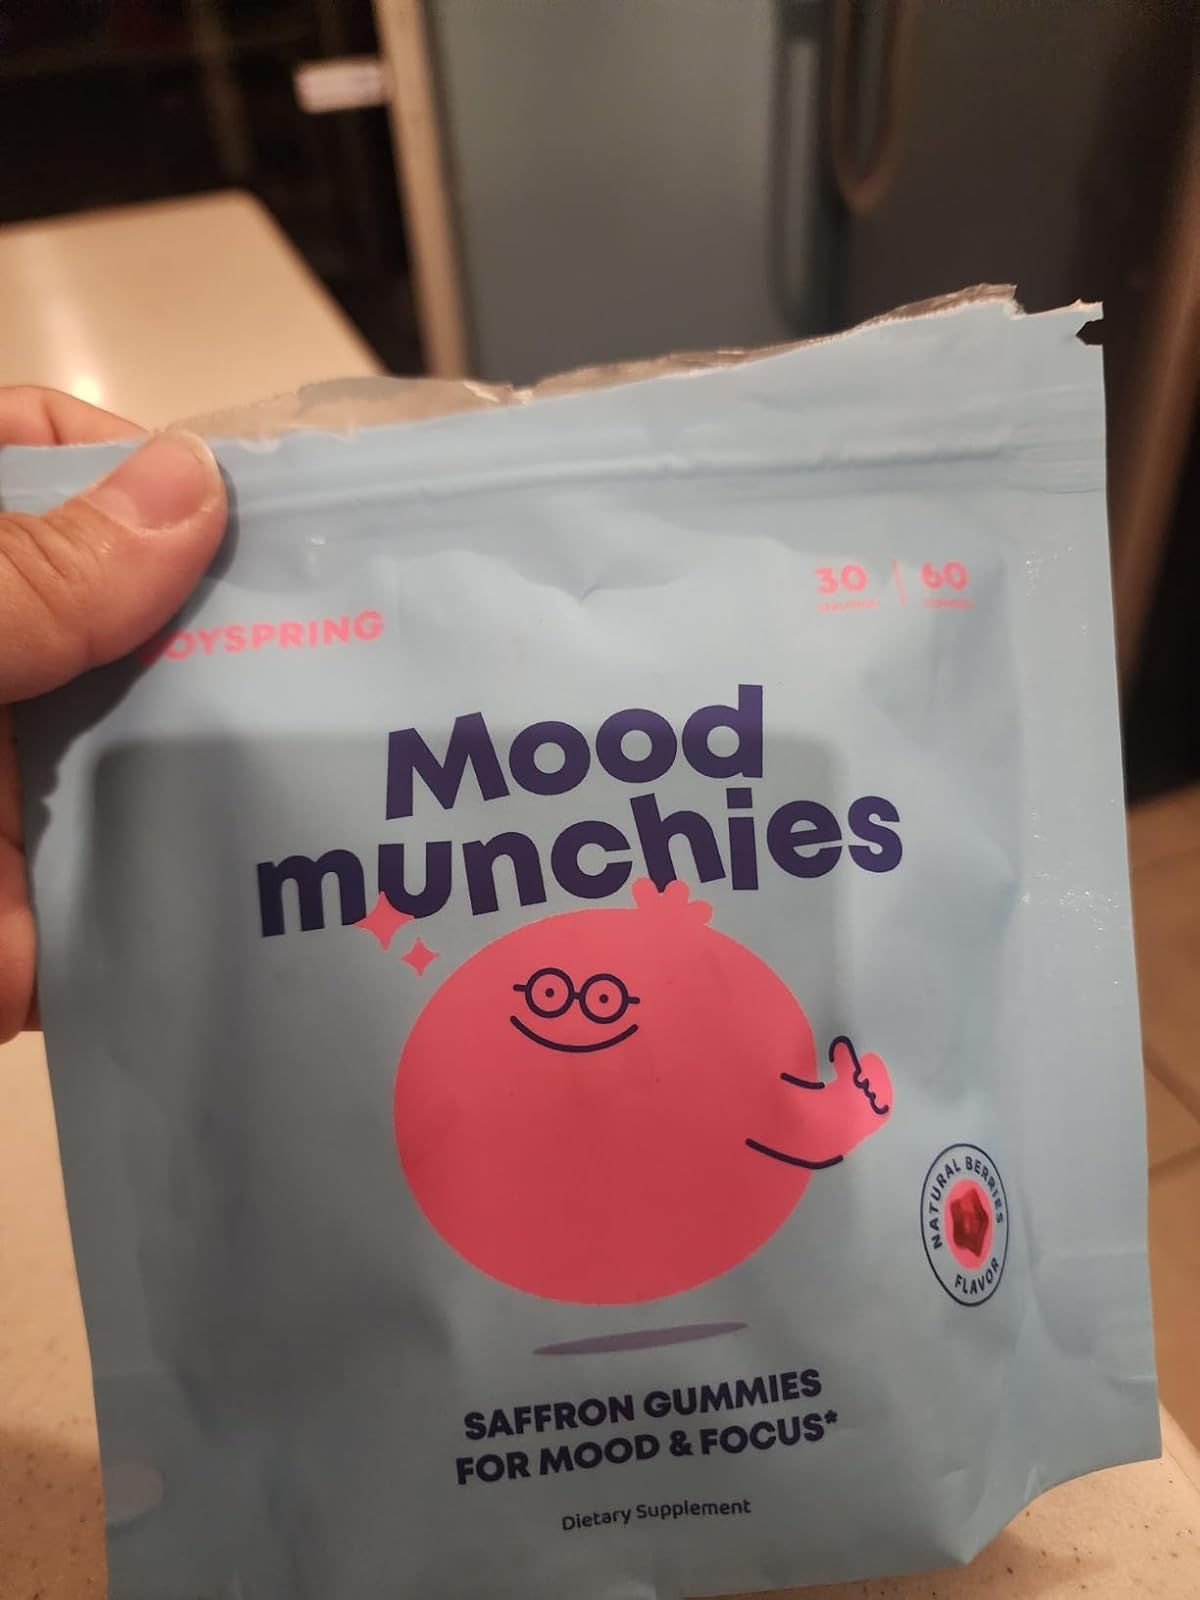 OYSPRING
30 | 60
Mood
munchies
NATURAL BERRIES
FLAVOR
SAFFRON GUMMIES
FOR MOOD & FOCUS*
Dietary Supplement